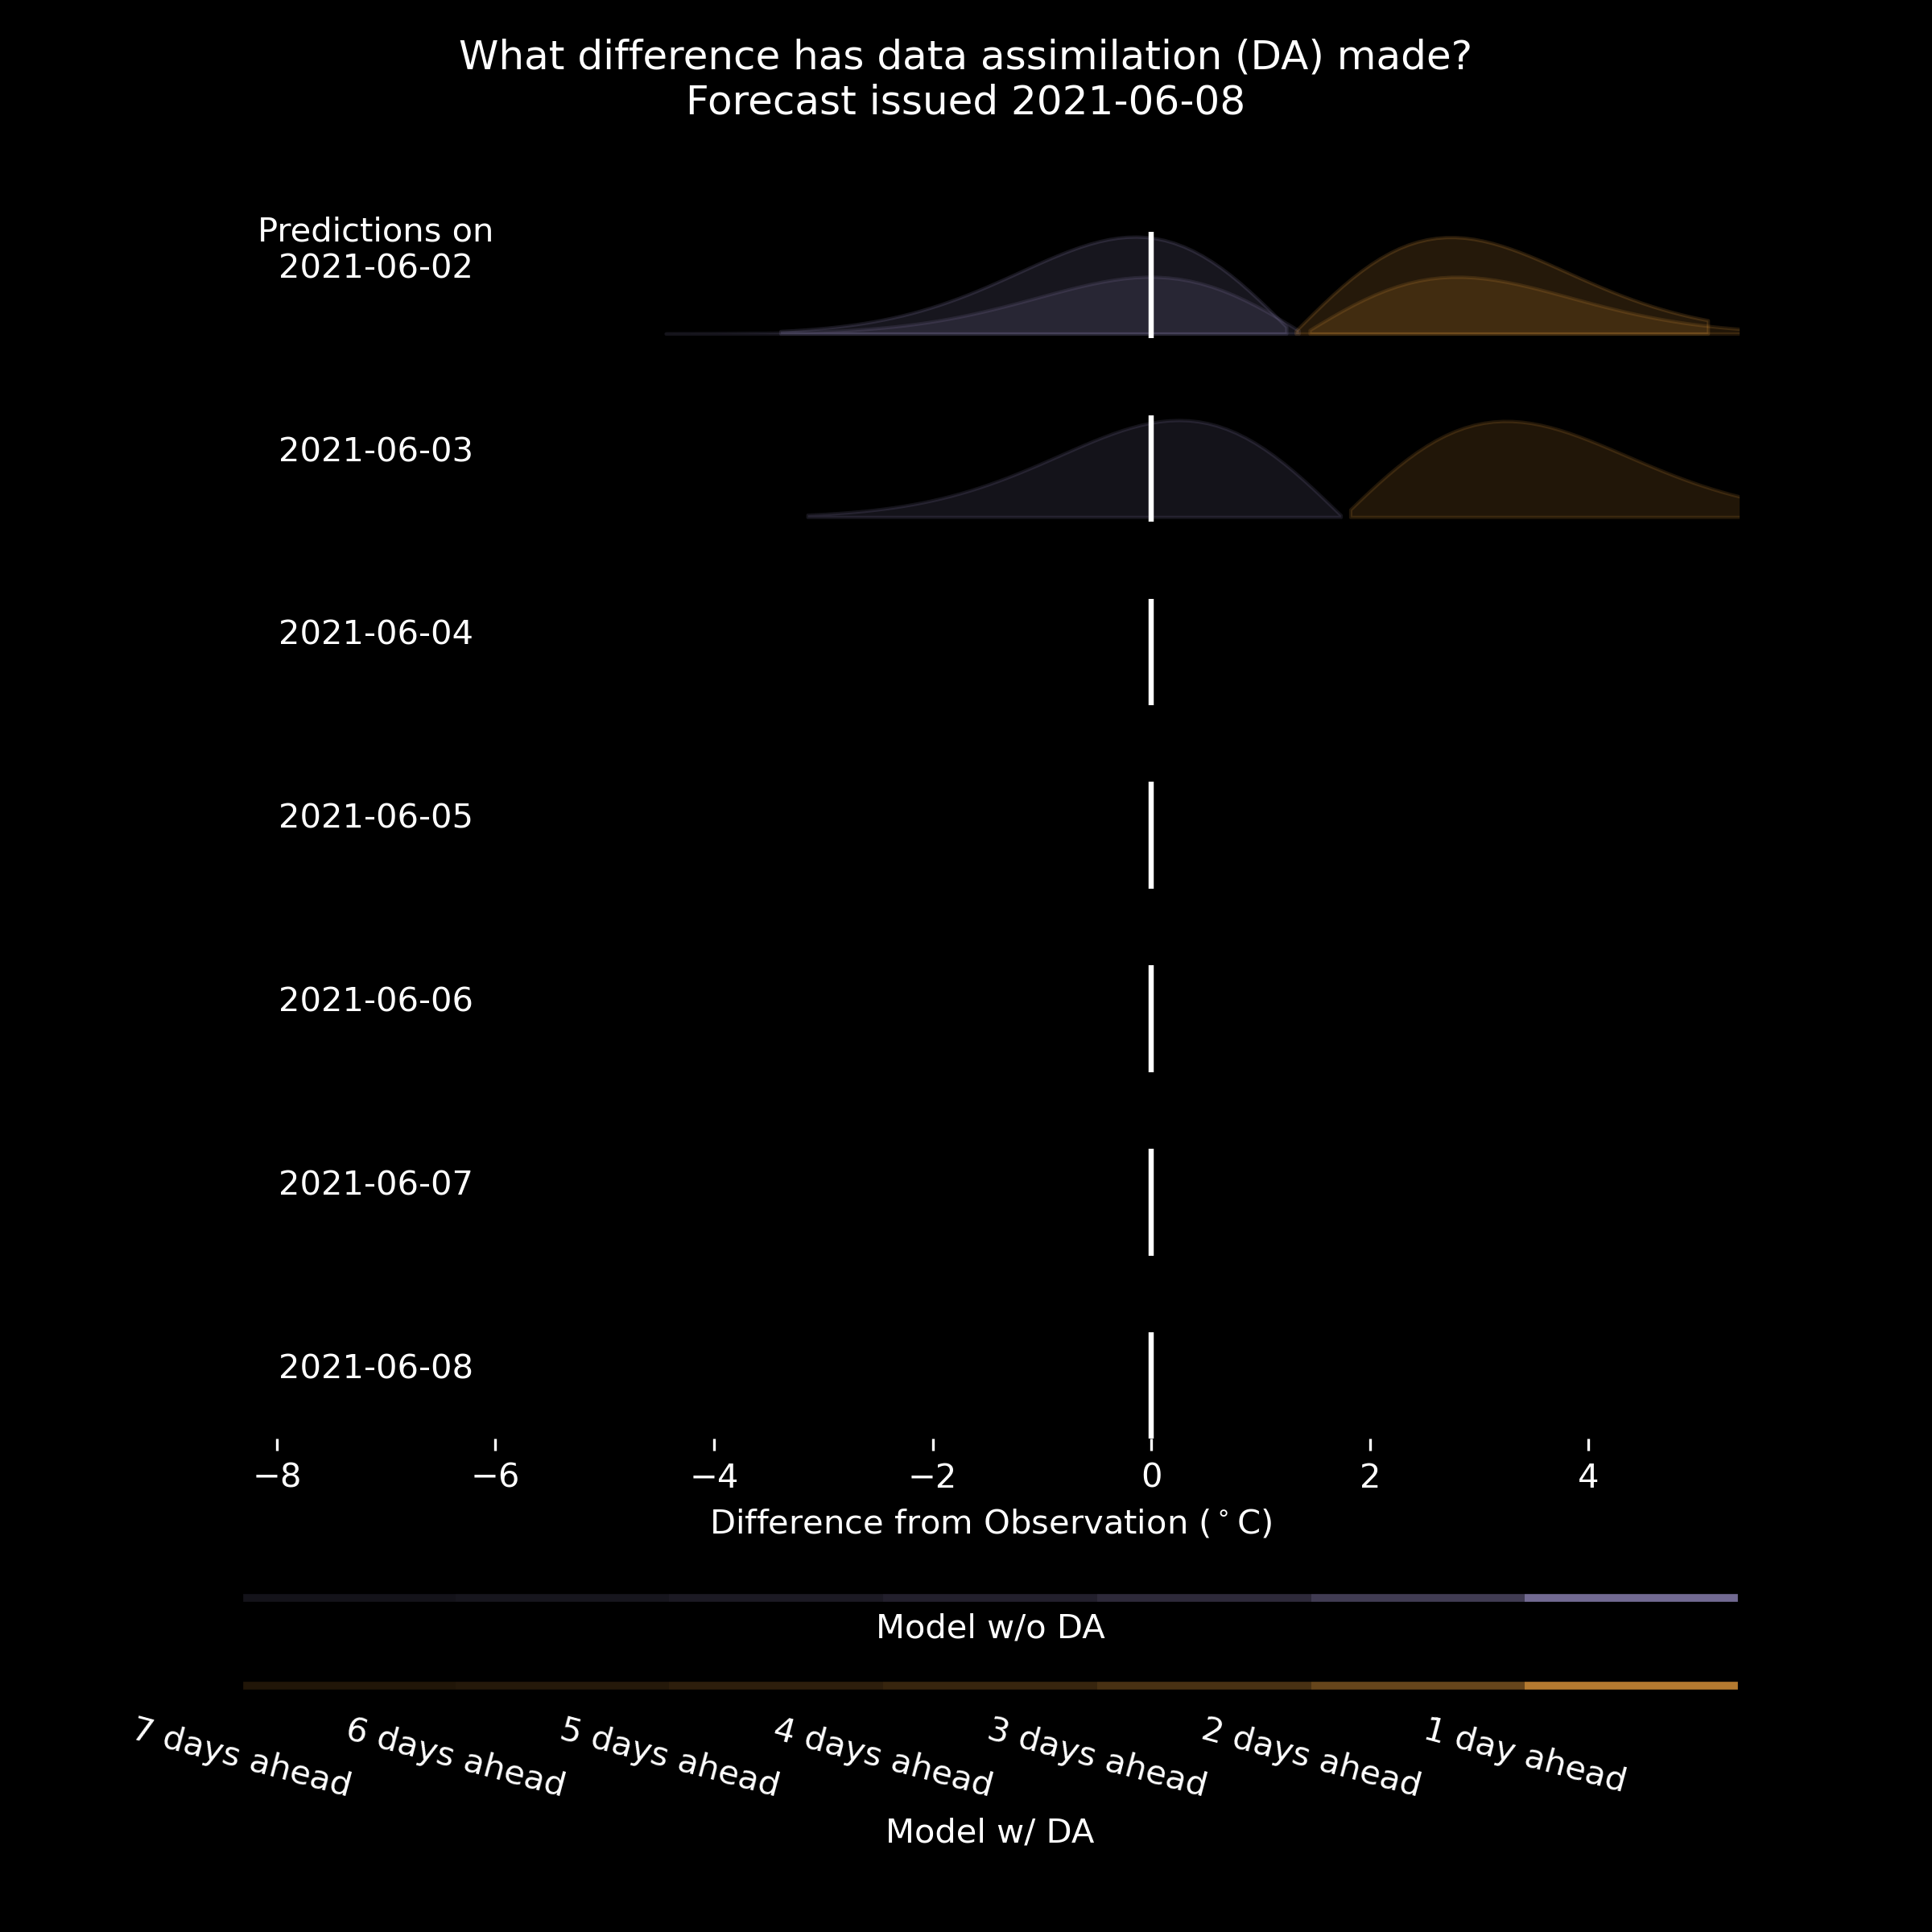 What difference has data assimilation (DA) made?
Forecast issued 2021-06-08
Predictions on
2021-06-02
2021-06-03
2021-06-04
2021-06-05
2021-06-06
2021-06-07
2021-06-08
−8 −6 −4 −2 0 2 4
Difference from Observation (°C)
Model w/o DA
7 days ahead 6 days ahead 5 days ahead 4 days ahead 3 days ahead 2 days ahead 1 day ahead
Model w/ DA